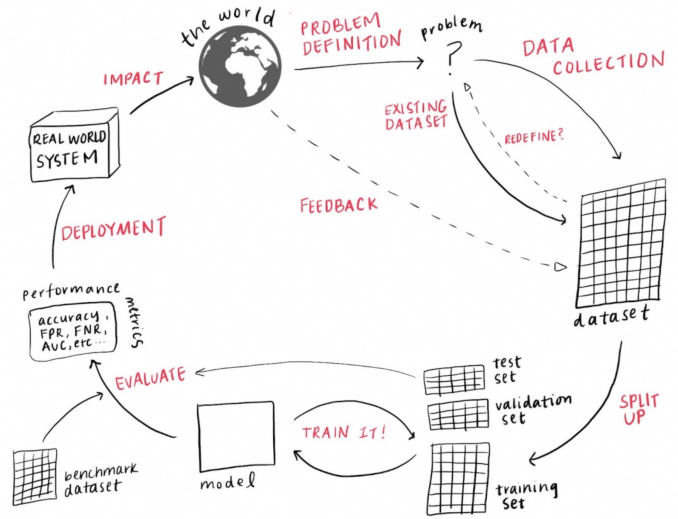 the world
PROBLEM
DEFINITION
problem
?
DATA
COLLECTION
IMPACT
EXISTING
DATASET
REDEFINE?
REAL WORLD
SYSTEM
FEEDBACK
DEPLOYMENT
dataset
performance
metrics
accuracy,
FPR, FNR,
AUC, etc...
EVALUATE
test
set
validation
set
SPLIT
UP
TRAIN IT!
model
benchmark
dataset
training
set